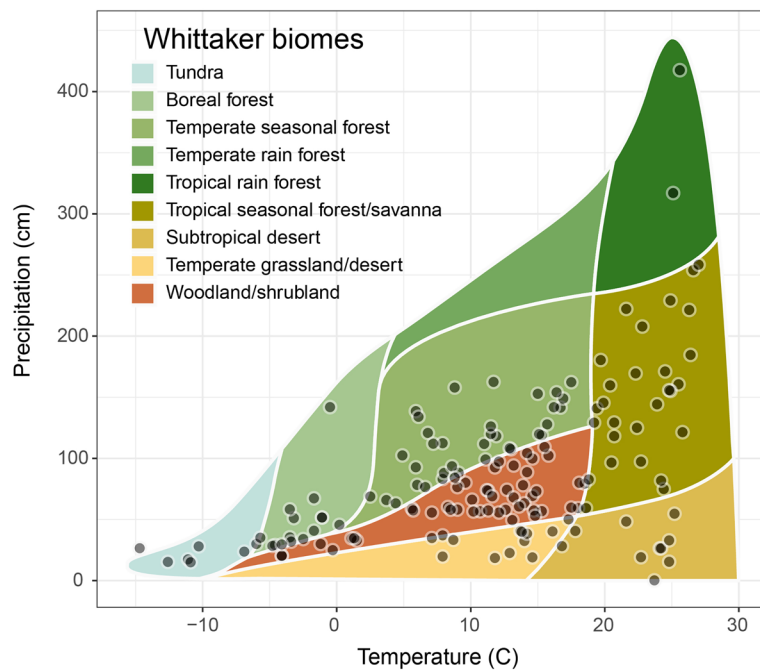 Whittaker biomes
Tundra
Boreal forest
Temperate seasonal forest
Temperate rain forest
Tropical rain forest
Tropical seasonal forest/savanna
Subtropical desert
Temperate grassland/desert
Woodland/shrubland
Precipitation (cm)
400
300
200
100
0
−10
0
10
20
30
Temperature (C)